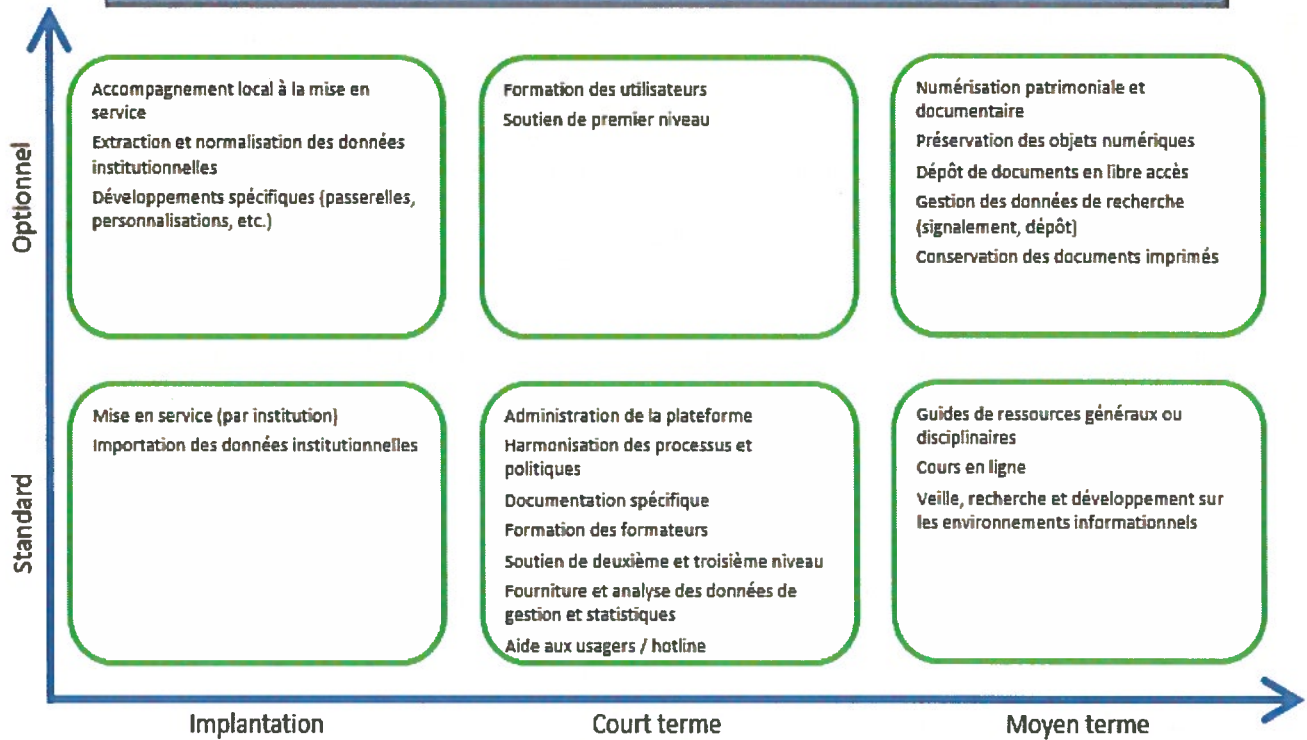 Optionnel
Accompagnement local à la mise en
service
Extraction et normalisation des données
institutionnelles
Développements spécifiques (passerelles,
personnalisations, etc.)
Formation des utilisateurs
Soutien de premier niveau
Numérisation patrimoniale et
documentaire
Préservation des objets numériques
Dépôt de documents en libre accès
Gestion des données de recherche
(signalement, dépôt)
Conservation des documents imprimés
Standard
Mise en service (par institution)
Importation des données institutionnelles
Administration de la plateforme
Harmonisation des processus et
politiques
Documentation spécifique
Formation des formateurs
Soutien de deuxième et troisième niveau
Fourniture et analyse des données de
gestion et statistiques
Aide aux usagers / hotline
Guides de ressources généraux ou
disciplinaires
Cours en ligne
Veille, recherche et développement sur
les environnements informationnels
Implantation
Court terme
Moyen terme